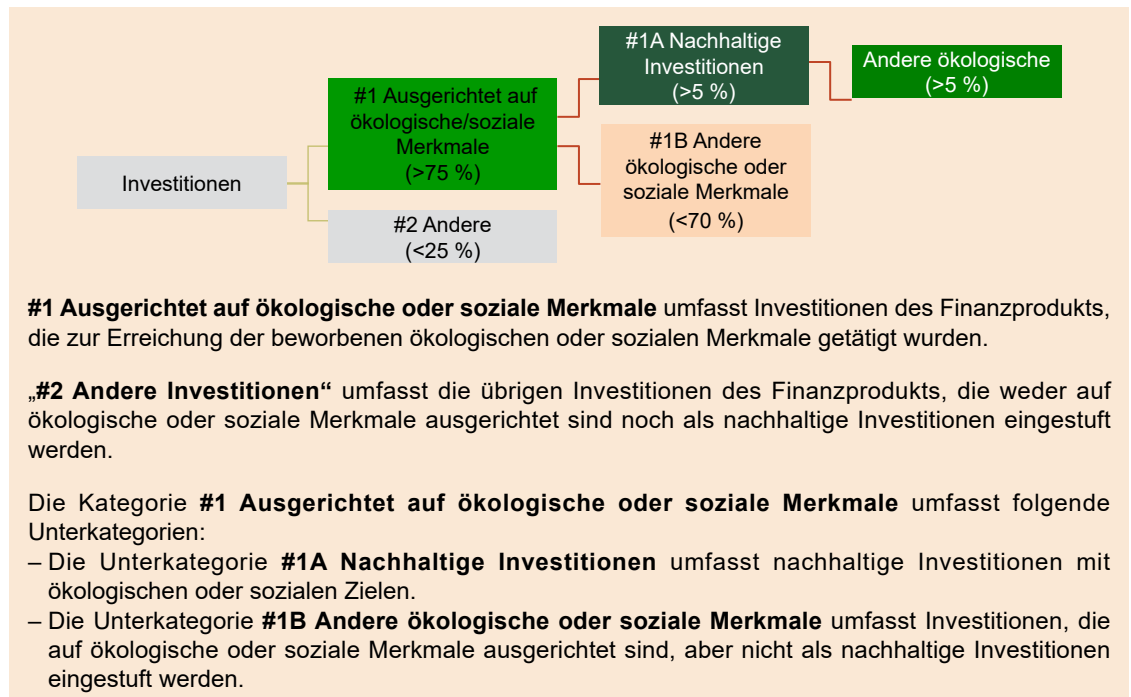 #1A Nachhaltige
Investitionen
(>5 %)
Andere ökologische
(>5 %)
#1 Ausgerichtet auf
ökologische/soziale
Merkmale
(>75 %)
#1B Andere
ökologische oder
soziale Merkmale
(<70 %)
Investitionen
#2 Andere
(<25 %)
#1 Ausgerichtet auf ökologische oder soziale Merkmale umfasst Investitionen des Finanzprodukts,
die zur Erreichung der beworbenen ökologischen oder sozialen Merkmale getätigt wurden.
„#2 Andere Investitionen“ umfasst die übrigen Investitionen des Finanzprodukts, die weder auf
ökologische oder soziale Merkmale ausgerichtet sind noch als nachhaltige Investitionen eingestuft
werden.
Die Kategorie #1 Ausgerichtet auf ökologische oder soziale Merkmale umfasst folgende
Unterkategorien:
– Die Unterkategorie #1A Nachhaltige Investitionen umfasst nachhaltige Investitionen mit
ökologischen oder sozialen Zielen.
– Die Unterkategorie #1B Andere ökologische oder soziale Merkmale umfasst Investitionen, die
auf ökologische oder soziale Merkmale ausgerichtet sind, aber nicht als nachhaltige Investitionen
eingestuft werden.